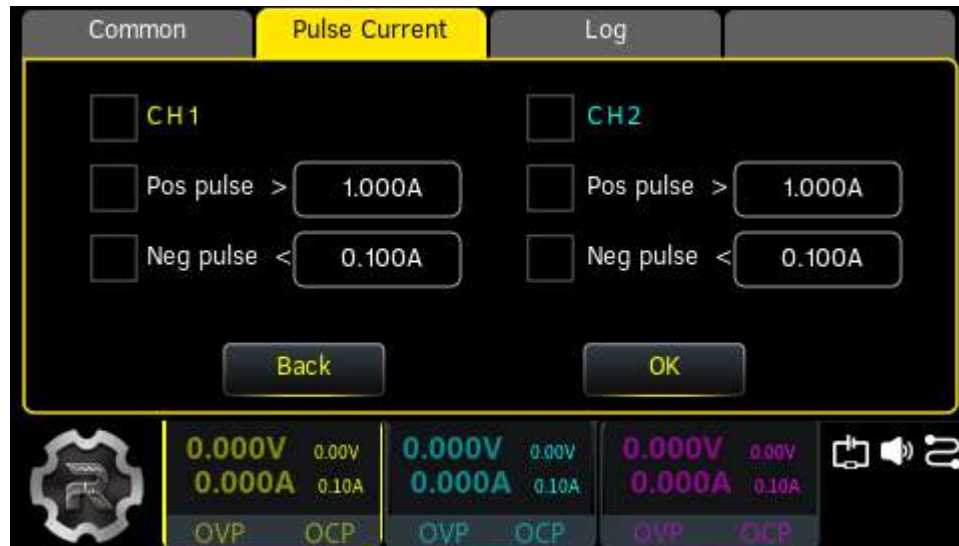 Common Pulse Current Log
CH1 CH2
Pos pulse > 1.000A Pos pulse > 1.000A
Neg pulse < 0.100A Neg pulse < 0.100A
Back OK
0.000V 0.00V 0.000V 0.00V 0.000V 0.00V
0.000A 0.10A 0.000A 0.10A 0.000A 0.10A
R OVP OCP OVP OCP OVP OCP